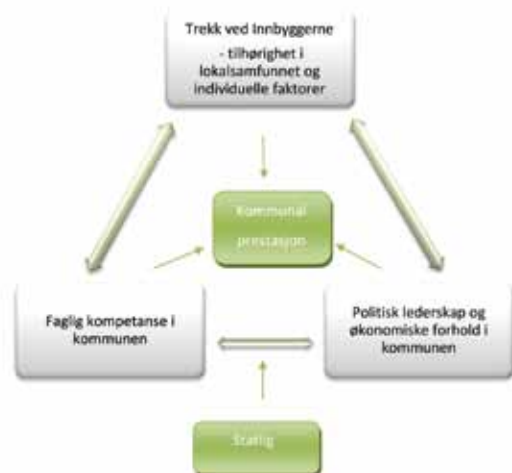 Trekk ved Innbyggerne
- tilhørighet i
lokalsamfunnet og
individuelle faktorer
Kommunal
prestasjon
Faglig kompetanse i
kommunen
Politisk lederskap og
økonomiske forhold i
kommunen
Statlig